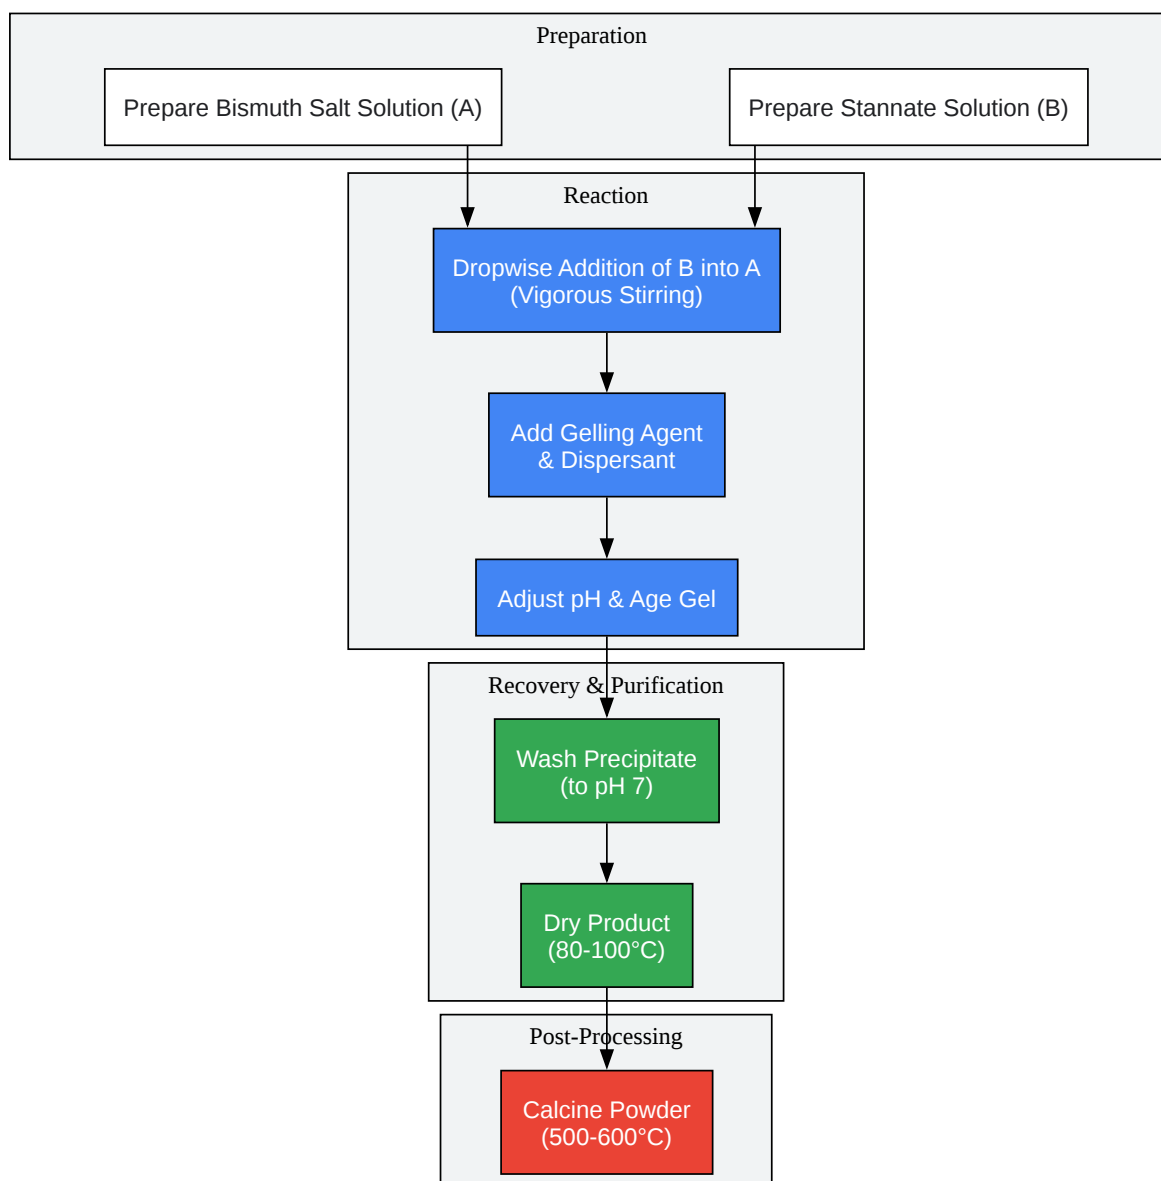 Preparation
Prepare Bismuth Salt Solution (A)
Prepare Stannate Solution (B)
Reaction
Dropwise Addition of B into A
(Vigorous Stirring)
Add Gelling Agent
& Dispersant
Adjust pH & Age Gel
Recovery & Purification
Wash Precipitate
(to pH 7)
Dry Product
(80-100°C)
Post-Processing
Calcine Powder
(500-600°C)